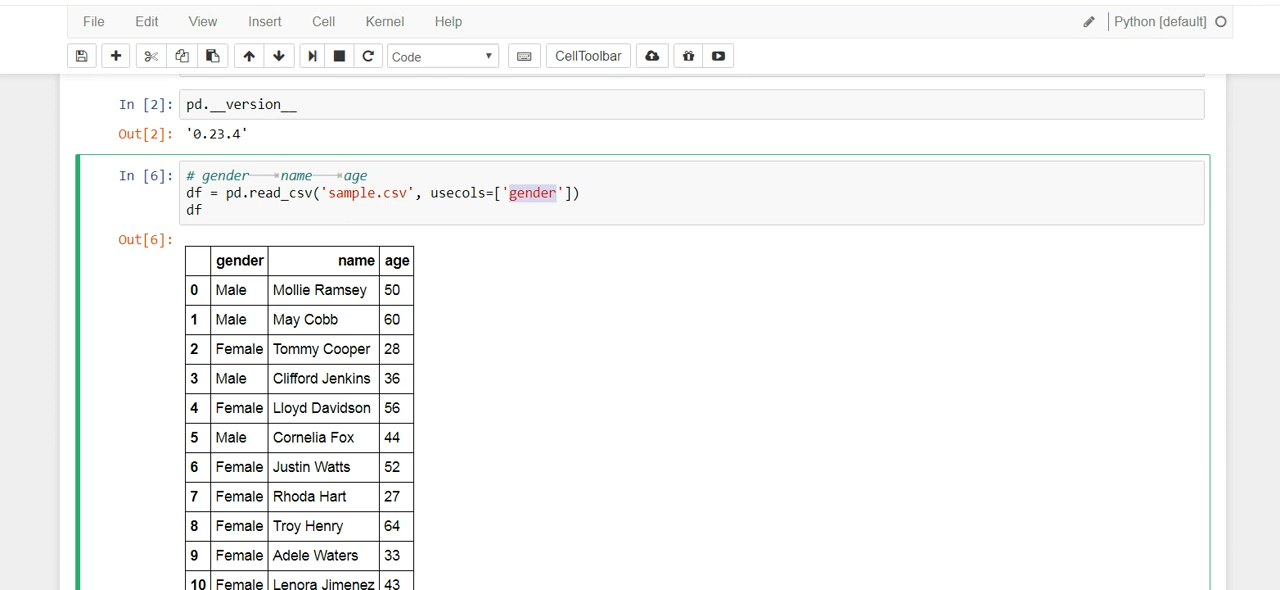 File Edit View Insert Cell Kernel Help Python [default]
Code CellToolbar
In [2]: pd.__version__
Out[2]: '0.23.4'
In [6]: # gender name age
df = pd.read_csv('sample.csv', usecols=['gender'])
df
Out[6]:
gender name age
0 Male Mollie Ramsey 50
1 Male May Cobb 60
2 Female Tommy Cooper 28
3 Male Clifford Jenkins 36
4 Female Lloyd Davidson 56
5 Male Cornelia Fox 44
6 Female Justin Watts 52
7 Female Rhoda Hart 27
8 Female Troy Henry 64
9 Female Adele Waters 33
10 Female Lenora Jimenez 43